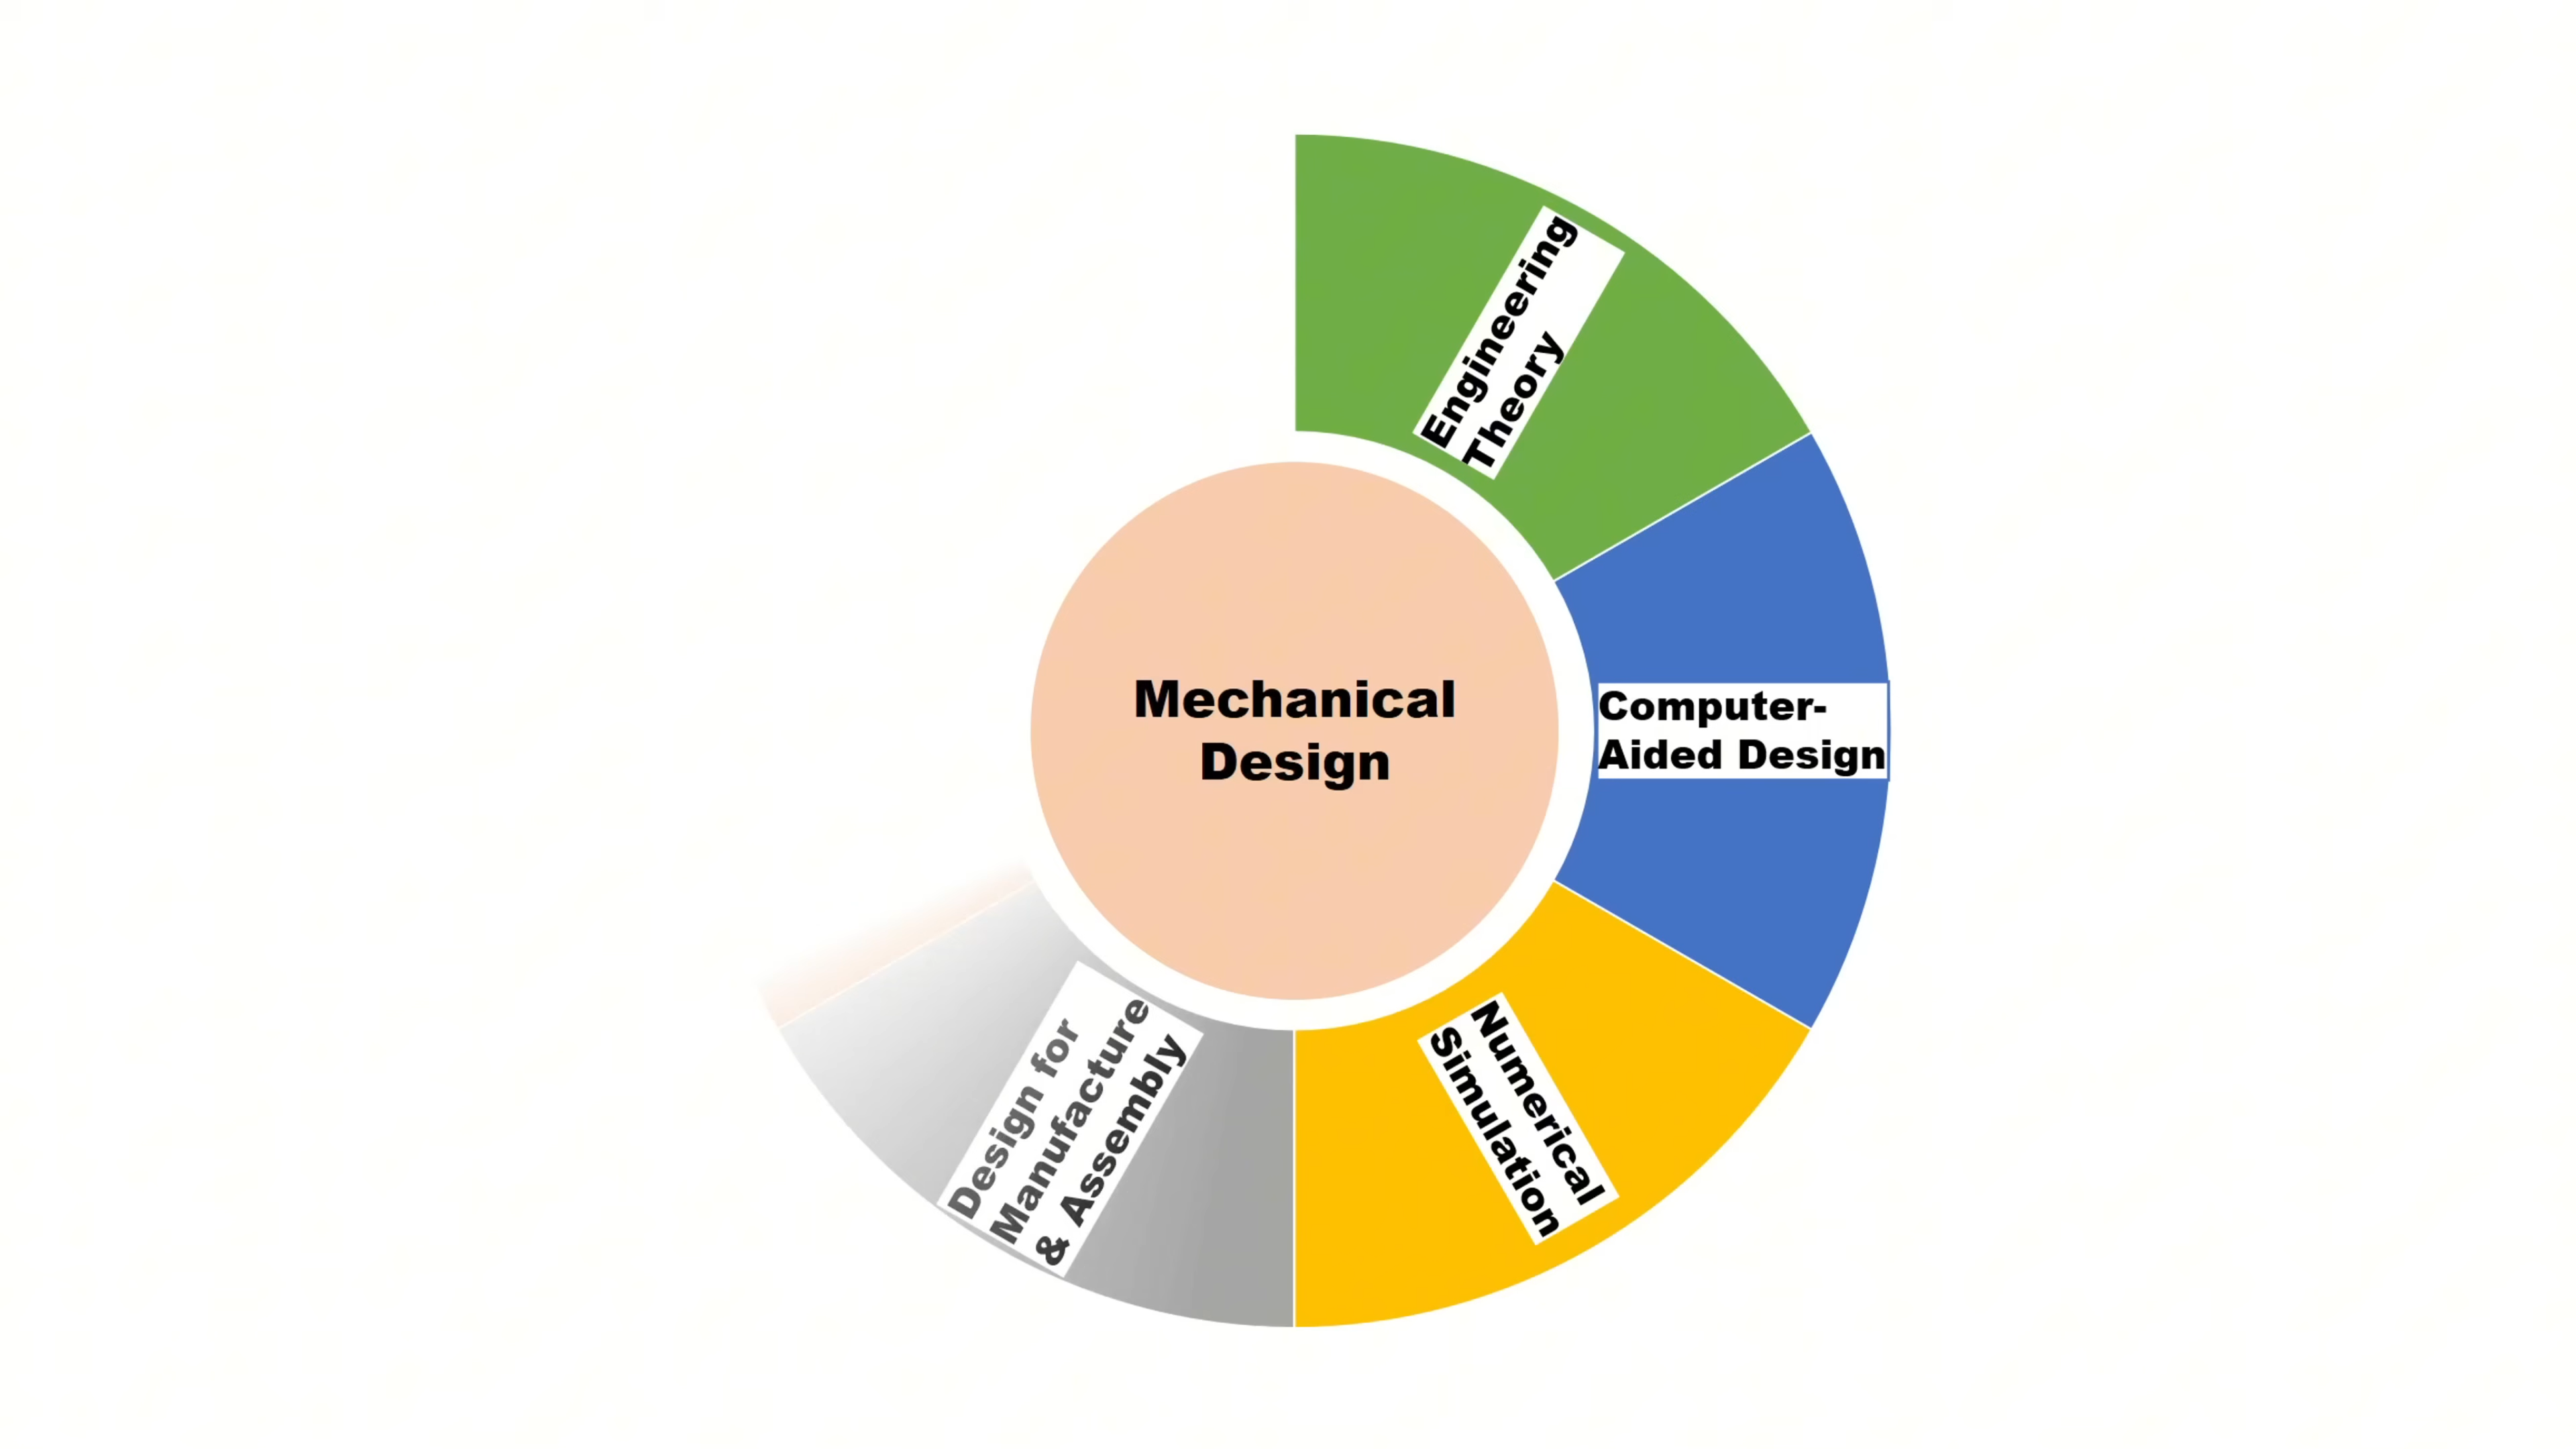 Engineering
Theory
Computer-
Aided Design
Mechanical
Design
Numerical
Simulation
Design for
Manufacture
& Assembly